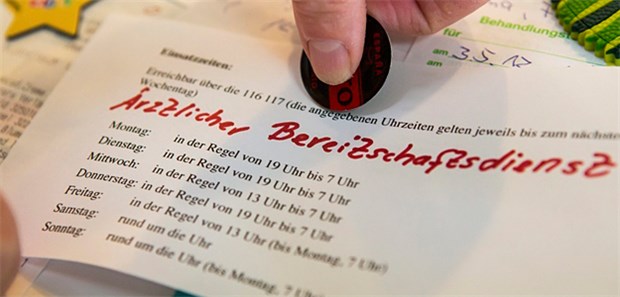 Behandlungst
für
am 3.5.12
am
Einsatzzeiten:
Erreichbar über die 116 117 (die angegebenen Uhrzeiten gelten jeweils bis zum nächste
Wochentag)
Ärztlicher Bereitschaftsdienst
Montag: in der Regel von 19 Uhr bis 7 Uhr
Dienstag: in der Regel von 19 Uhr bis 7 Uhr
Mittwoch: in der Regel von 13 Uhr bis 7 Uhr
Donnerstag: in der Regel von 19 Uhr bis 7 Uhr
Freitag: in der Regel von 13 Uhr (bis Montag, 7 Uhr)
Samstag: rund um die Uhr
Sonntag: rund um die Uhr (bis Montag, 7 Uhr)